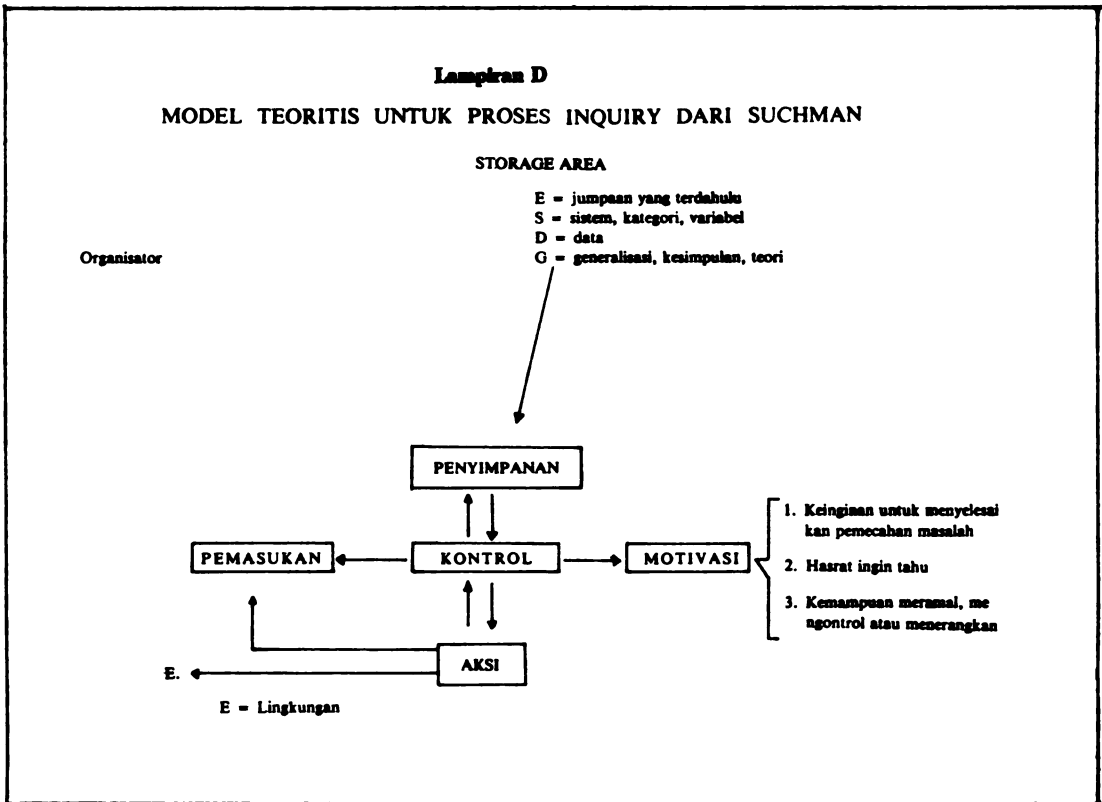 Lampiran D
MODEL TEORITIS UNTUK PROSES INQUIRY DARI SUCHMAN
STORAGE AREA
E = jumpaan yang terdahulu
S = sistem, kategori, variabel
D = data
Organisator
G = generalisasi, kesimpulan, teori
PENYIMPANAN
PEMASUKAN
KONTROL
MOTIVASI
1. Keinginan untuk menyelesai
kan pemecahan masalah
2. Hasrat ingin tahu
3. Kemampuan meramal, me
ngontrol atau menerangkan
AKSI
E.
E = Lingkungan